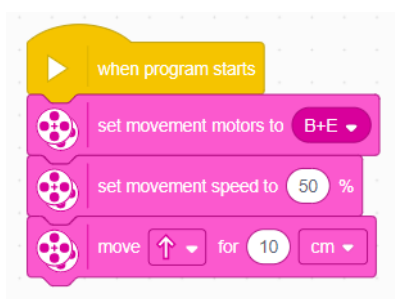 when program starts
set movement motors to B+E
set movement speed to 50 %
move for 10 cm